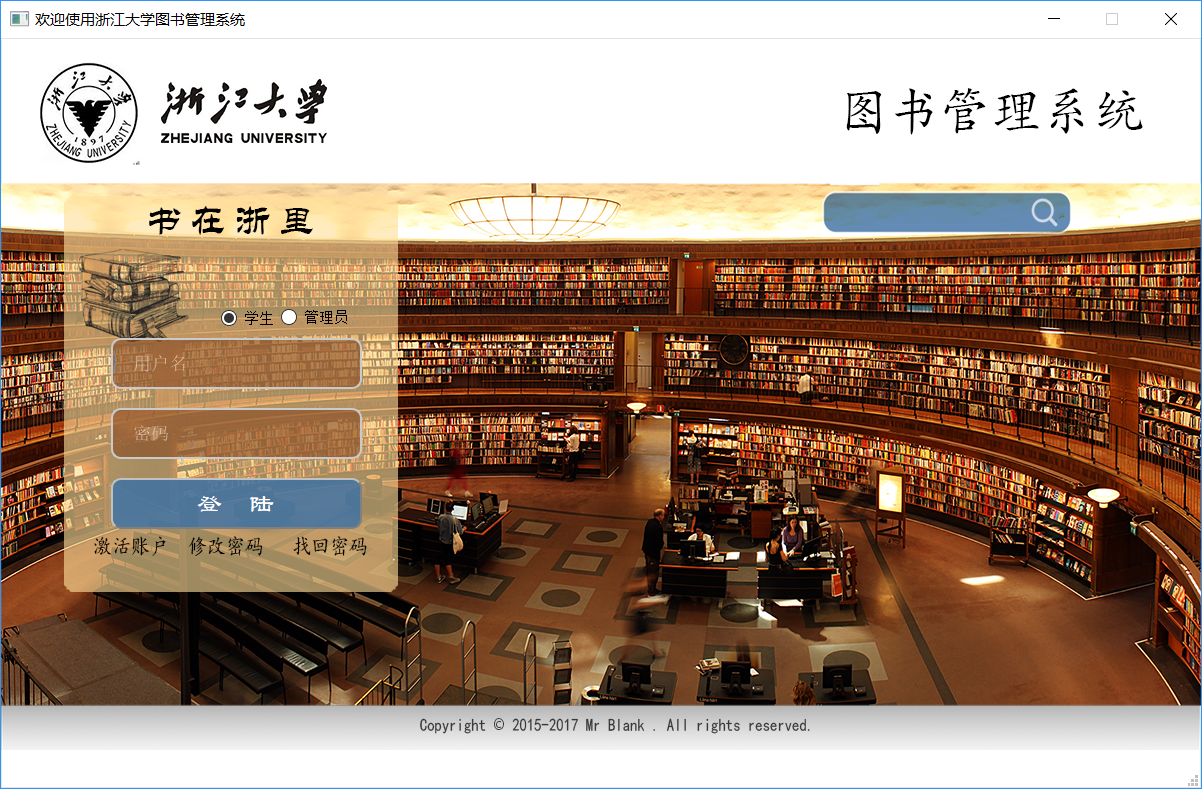 欢迎使用浙江大学图书管理系统
浙江大学
ZHEJIANG UNIVERSITY
浙江大学
1897
ZHEJIANG UNIVERSITY
图书管理系统
书在浙里
学生 管理员
用户名
密码
登 陆
激活账户 修改密码 找回密码
Copyright © 2015-2017 Mr Blank . All rights reserved.